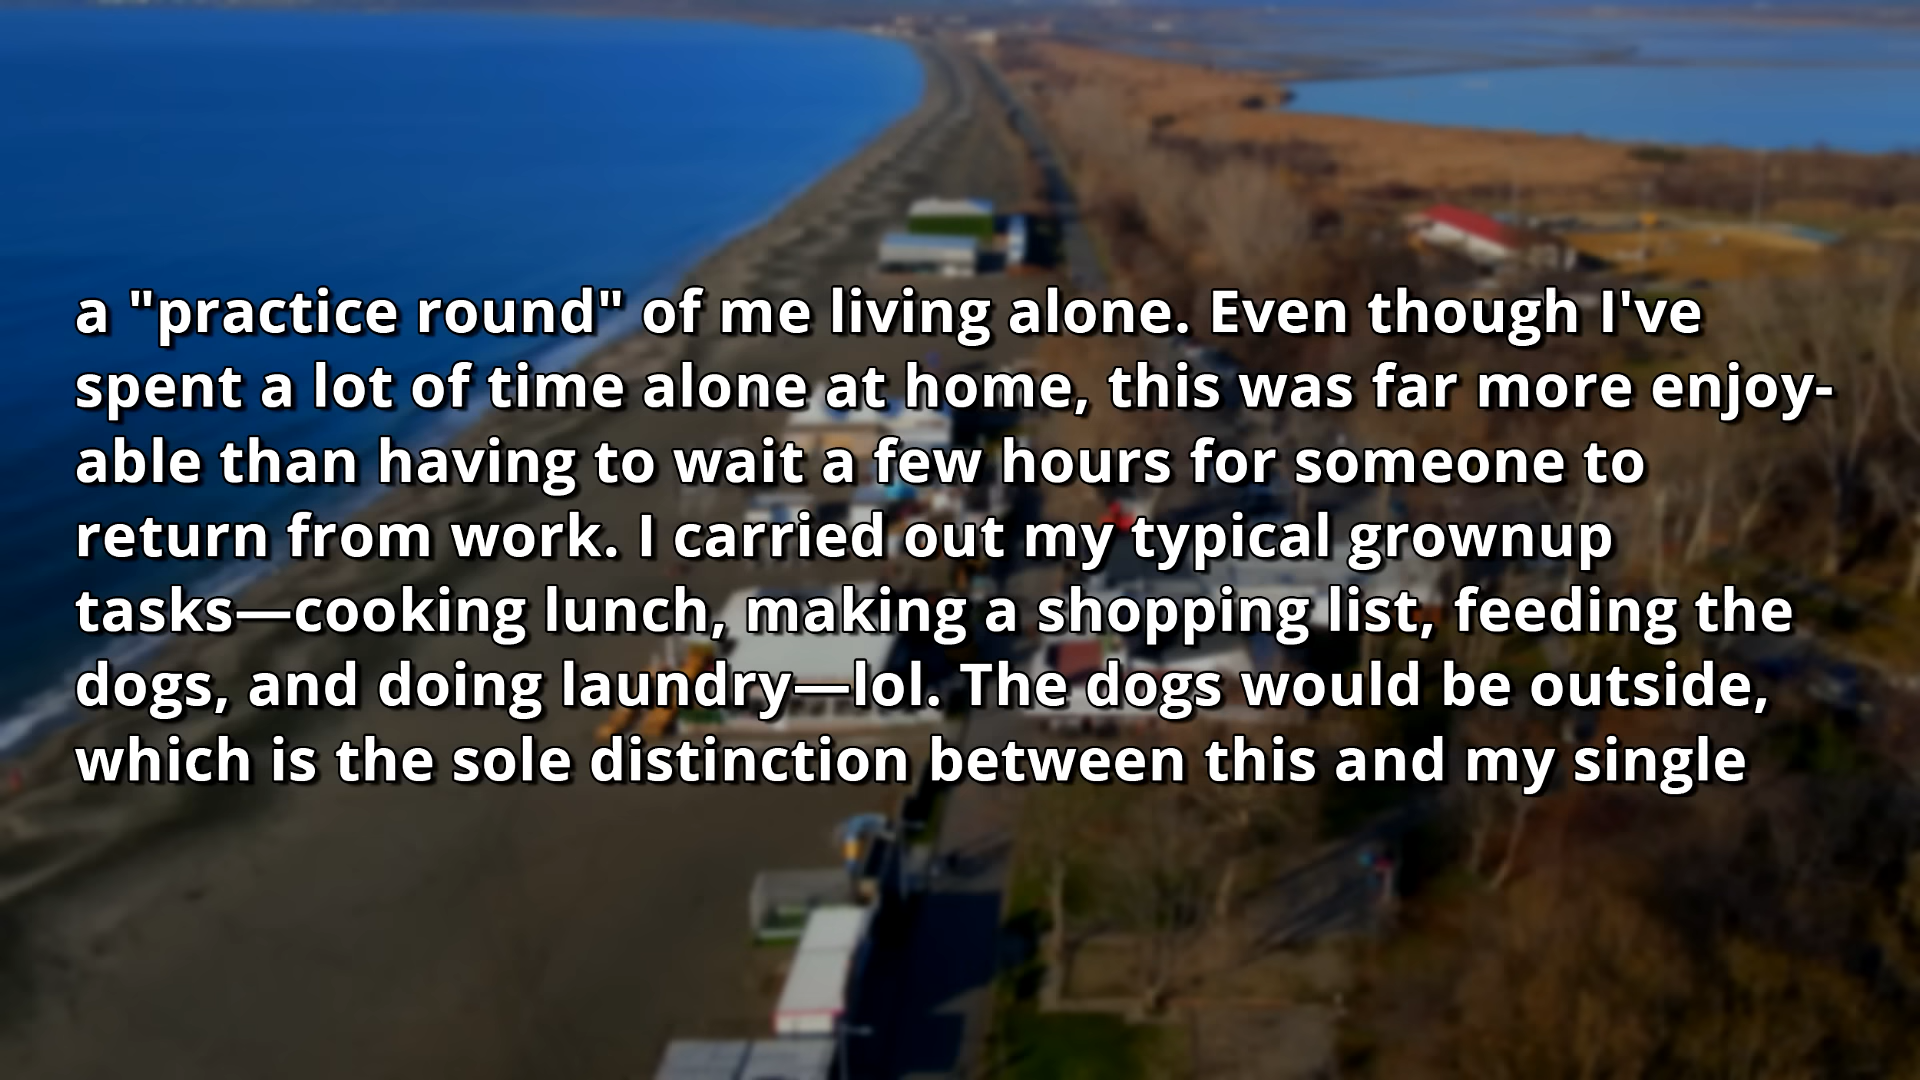 a "practice round" of me living alone. Even though I've
spent a lot of time alone at home, this was far more enjoy-
able than having to wait a few hours for someone to
return from work. I carried out my typical grownup
tasks—cooking lunch, making a shopping list, feeding the
dogs, and doing laundry—lol. The dogs would be outside,
which is the sole distinction between this and my single